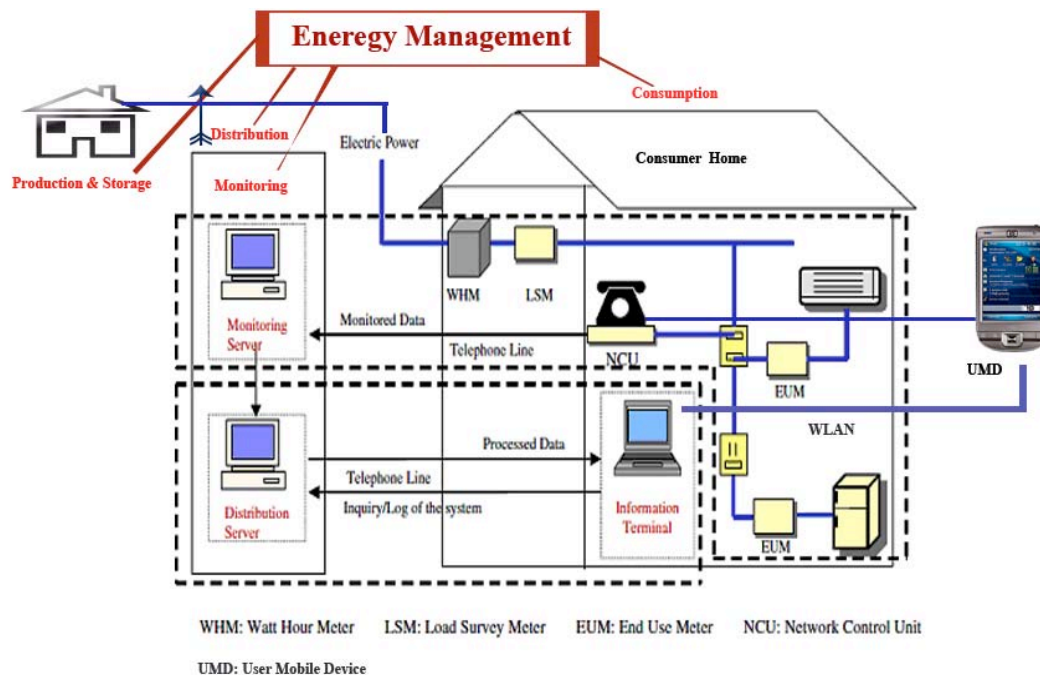 Eneregy Management
Consumption
Distribution
Electric Power
Consumer Home
Production & Storage
Monitoring
WHM
LSM
Monitoring
Server
Monitored Data
Telephone Line
NCU
EUM
UMD
WLAN
Processed Data
Telephone Line
Inquiry/Log of the system
Distribution
Server
Information
Terminal
EUM
WHM: Watt Hour Meter LSM: Load Survey Meter EUM: End Use Meter NCU: Network Control Unit
UMD: User Mobile Device